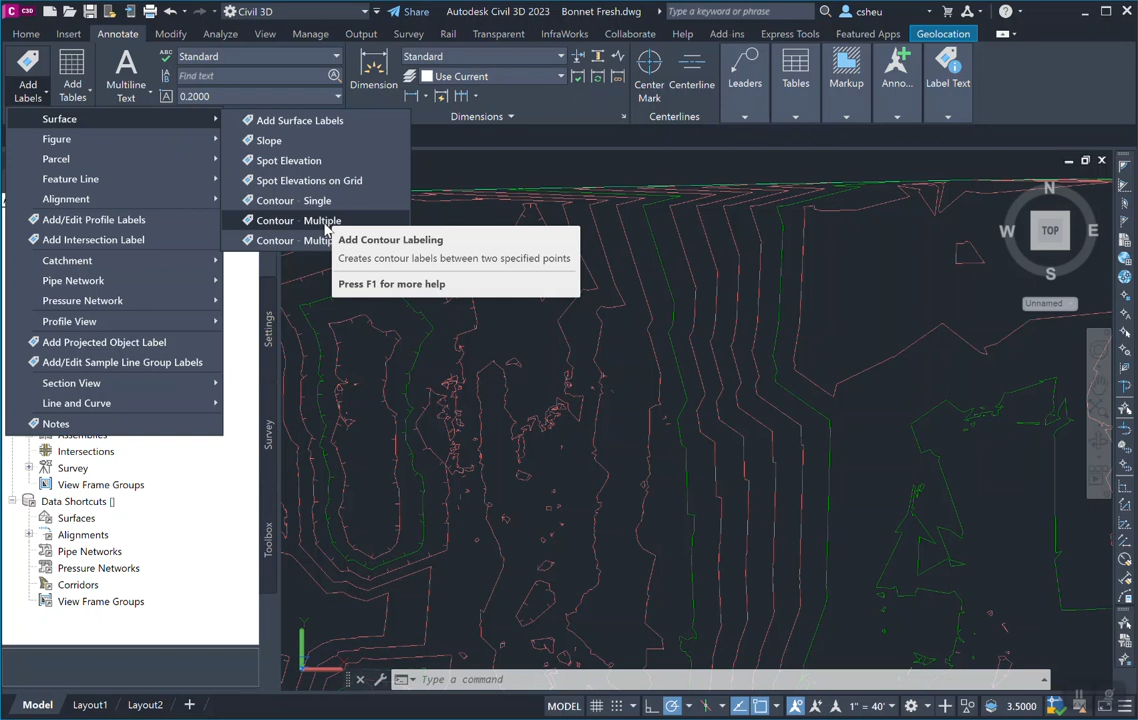 C3D Civil 3D Share Autodesk Civil 3D 2023 Bonnet Fresh.dwg Type a keyword or phrase csheu
Home Insert Annotate Modify Analyze View Manage Output Survey Rail Transparent InfraWorks Collaborate Help Add-ins Express Tools Featured Apps Geolocation
Add Labels
Add Tables
Multiline Text
ABC Standard
Find text
0.2000
Dimension
Standard
Use Current
Dimensions
Center Mark
Centerline
Centerlines
Leaders
Tables
Markup
Anno...
Label Text
Surface
Figure
Parcel
Feature Line
Alignment
Add/Edit Profile Labels
Add Intersection Label
Catchment
Pipe Network
Pressure Network
Profile View
Add Projected Object Label
Add/Edit Sample Line Group Labels
Section View
Line and Curve
Notes
Add Surface Labels
Slope
Spot Elevation
Spot Elevations on Grid
Contour - Single
Contour - Multiple
Contour - Multip
Add Contour Labeling
Creates contour labels between two specified points
Press F1 for more help
N
W TOP E
S
Unnamed
Settings
Survey
Toolbox
Assemblies
Intersections
Survey
View Frame Groups
Data Shortcuts []
Surfaces
Alignments
Pipe Networks
Pressure Networks
Corridors
View Frame Groups
Y
Type a command
Model Layout1 Layout2 + MODEL 1" = 40' 3.5000